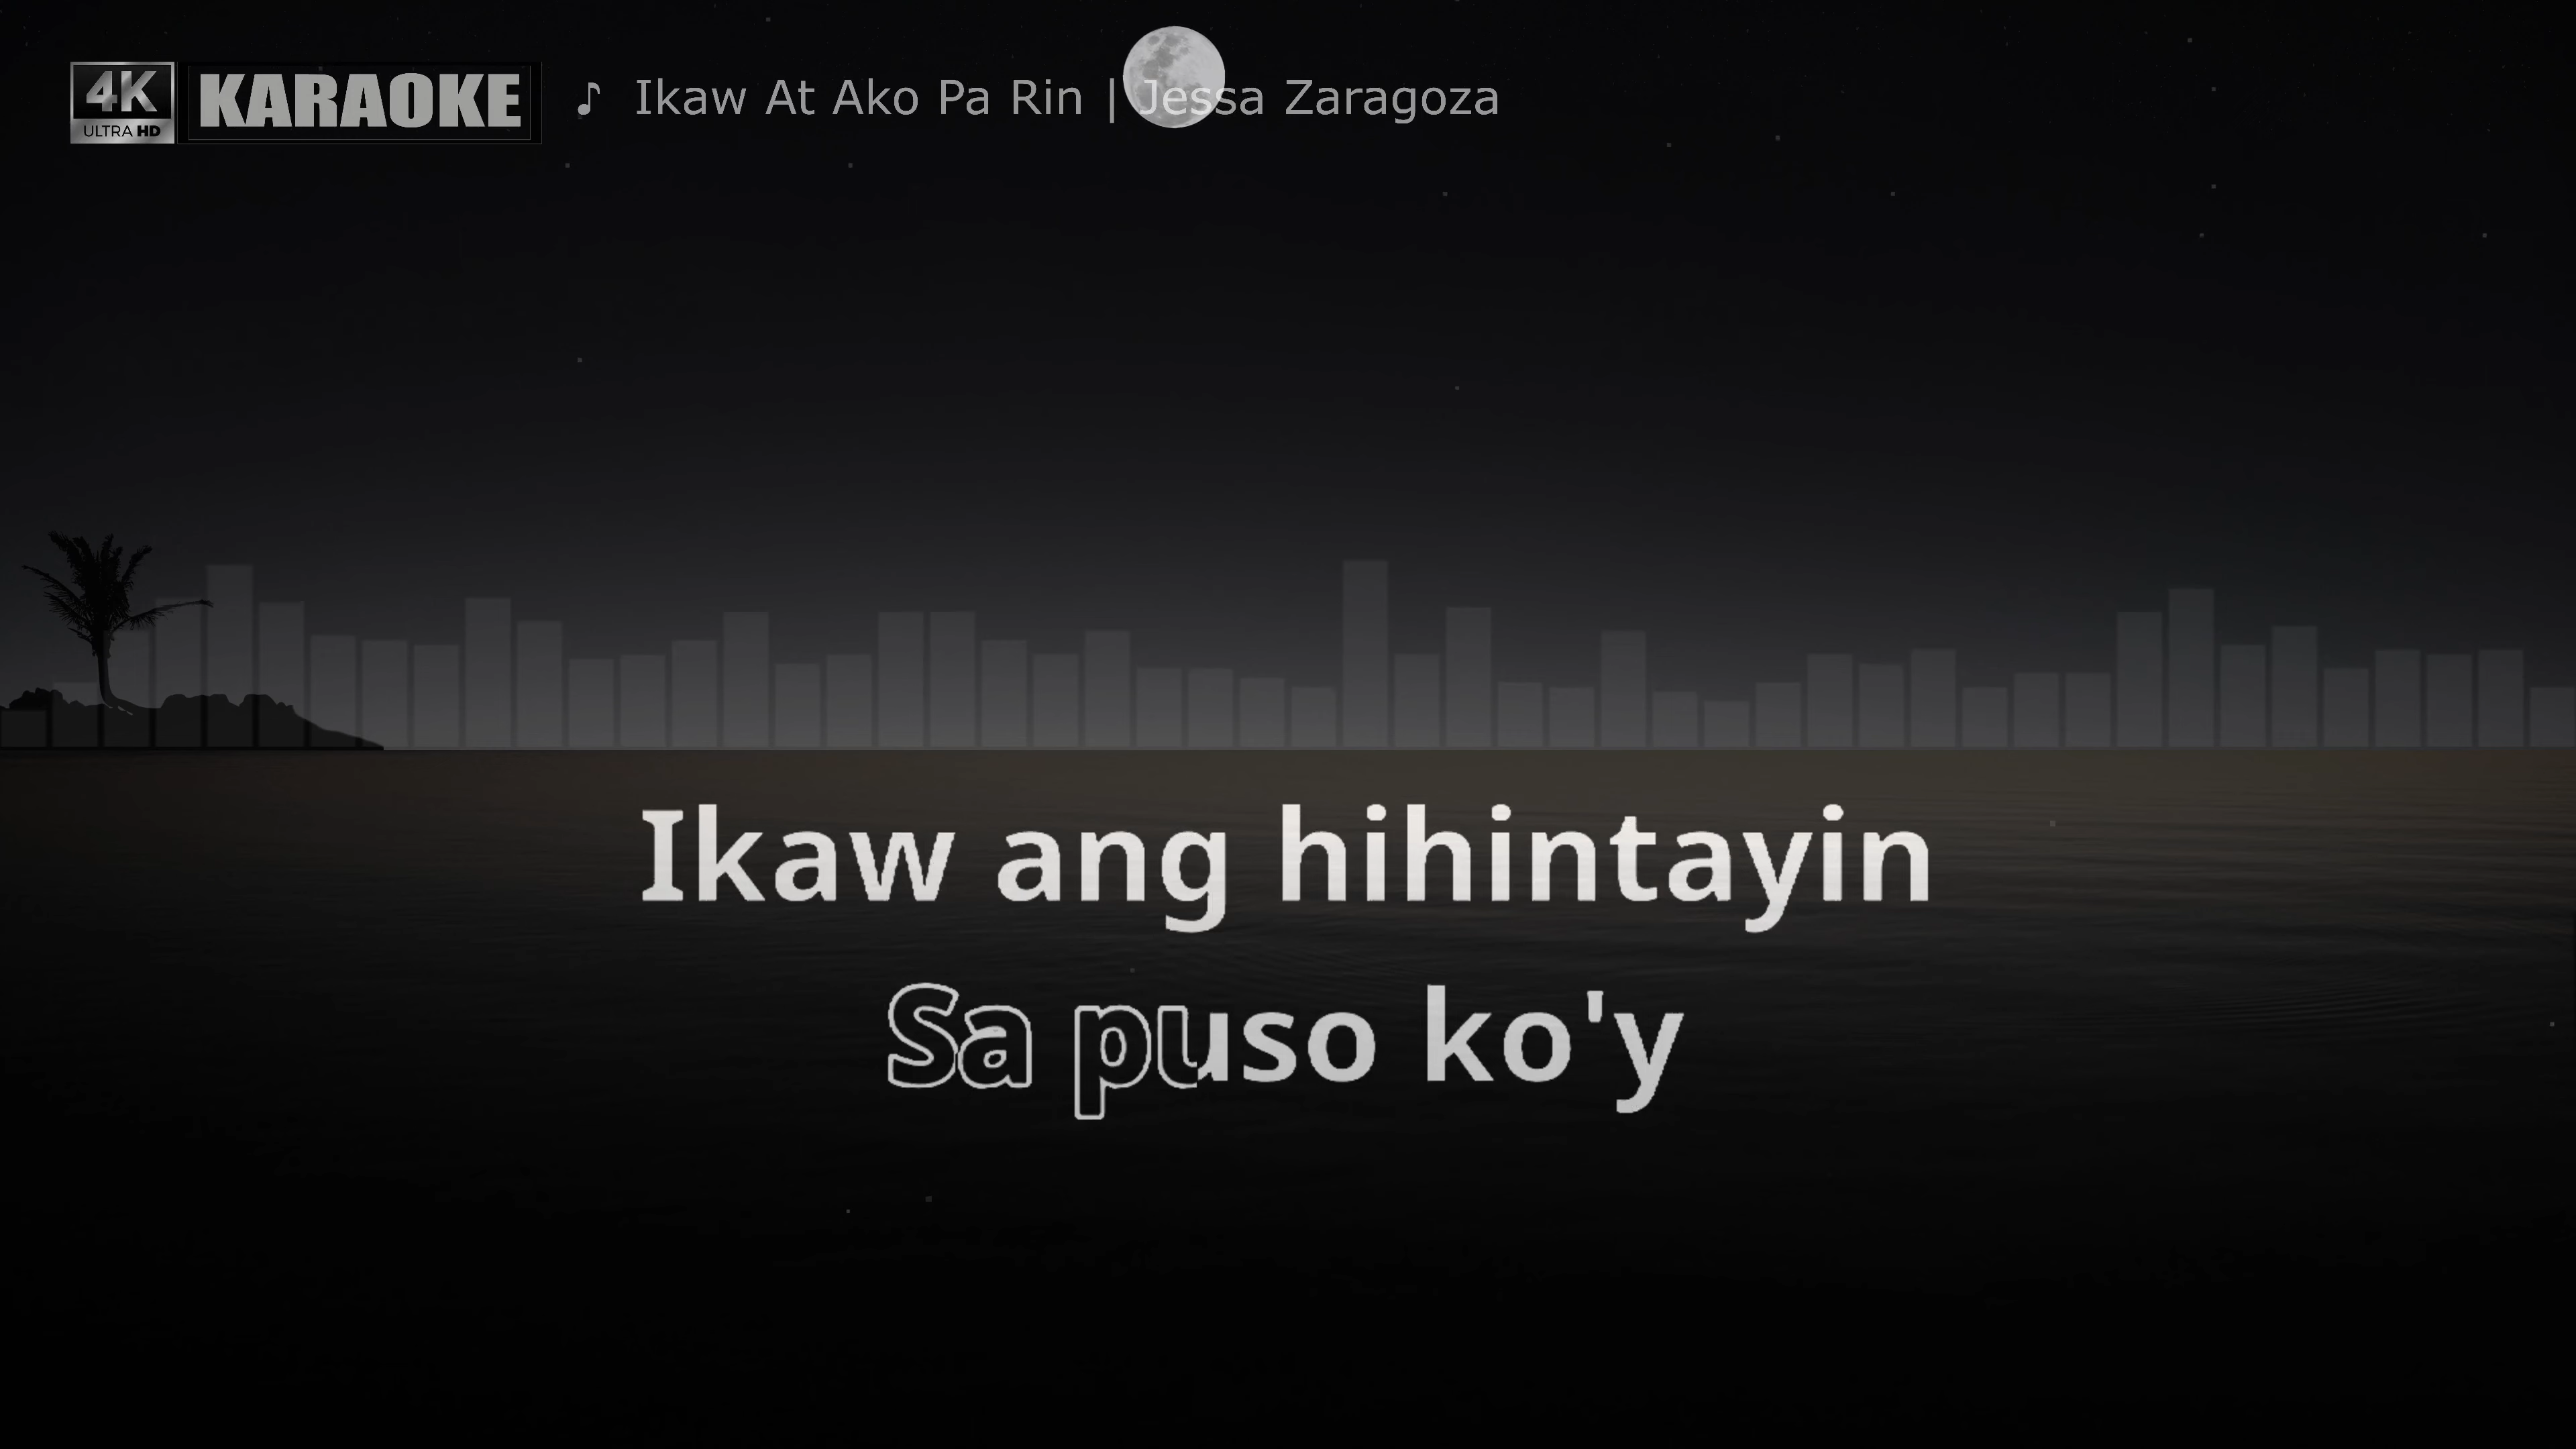 4K ULTRA HD KARAOKE ♪ Ikaw At Ako Pa Rin | Jessa Zaragoza
Ikaw ang hihintayin
Sa puso ko'y